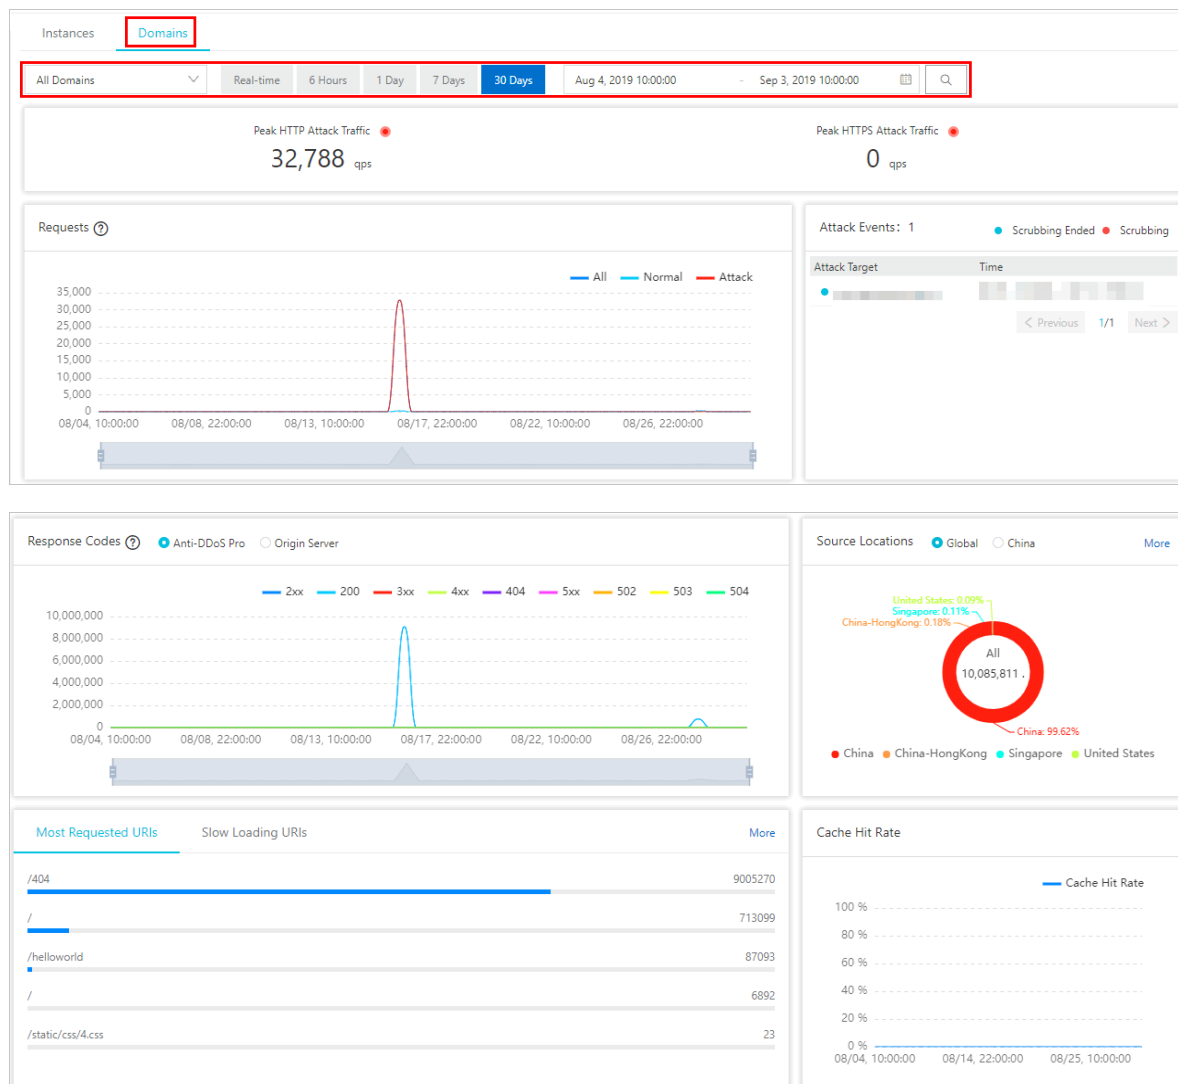 Instances Domains
All Domains Real-time 6 Hours 1 Day 7 Days 30 Days Aug 4, 2019 10:00:00 - Sep 3, 2019 10:00:00
Peak HTTP Attack Traffic
32,788 qps
Peak HTTPS Attack Traffic
0 qps
Requests ?
All Normal Attack
35,000
30,000
25,000
20,000
15,000
10,000
5,000
0
08/04, 10:00:00 08/08, 22:00:00 08/13, 10:00:00 08/17, 22:00:00 08/22, 10:00:00 08/26, 22:00:00
Attack Events: 1 Scrubbing Ended Scrubbing
Attack Target Time
< Previous 1/1 Next >
Response Codes ? Anti-DDoS Pro Origin Server
2xx 200 3xx 4xx 404 5xx 502 503 504
10,000,000
8,000,000
6,000,000
4,000,000
2,000,000
0
08/04, 10:00:00 08/08, 22:00:00 08/13, 10:00:00 08/17, 22:00:00 08/22, 10:00:00 08/26, 22:00:00
Source Locations Global China More
United States: 0.09%
Singapore: 0.11%
China-HongKong: 0.18%
All
10,085,811 .
China: 99.62%
China China-HongKong Singapore United States
Most Requested URIs Slow Loading URIs More
/404 9005270
/ 713099
/helloworld 87093
/ 6892
/static/css/4.css 23
Cache Hit Rate
Cache Hit Rate
100 %
80 %
60 %
40 %
20 %
0 %
08/04, 10:00:00 08/14, 22:00:00 08/25, 10:00:00